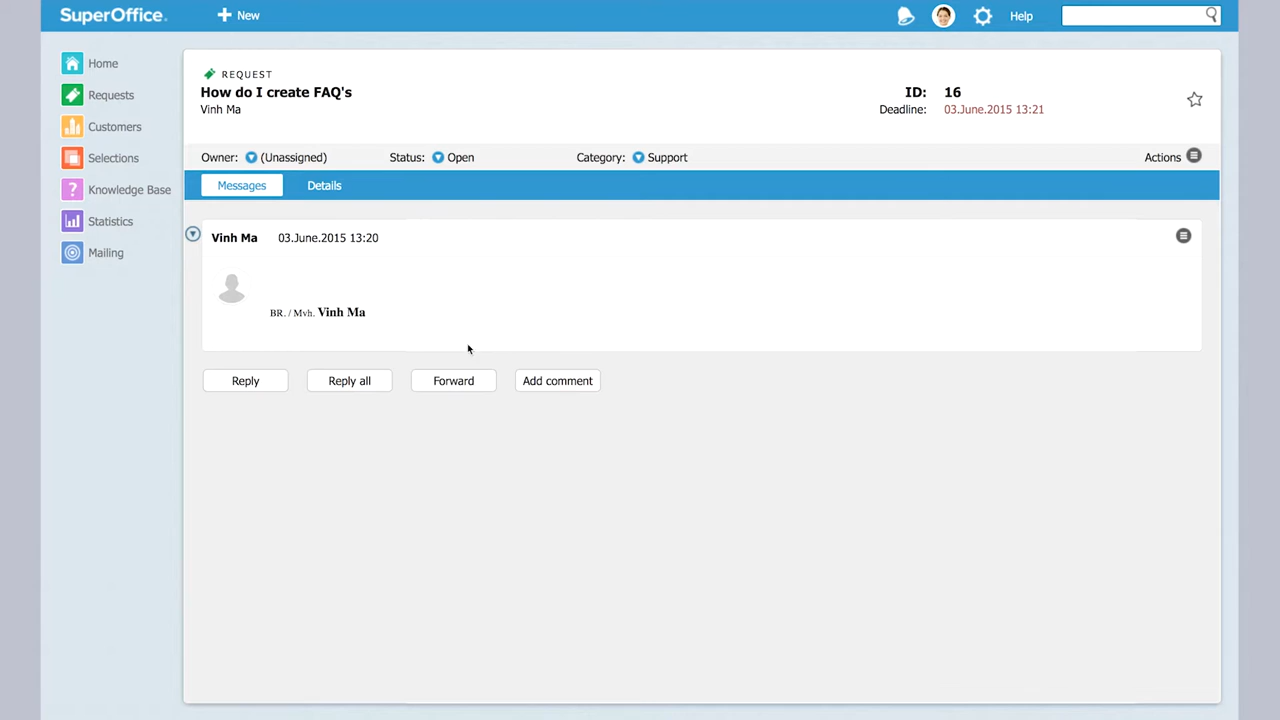 SuperOffice.
New
Help
Home
Requests
Customers
Selections
Knowledge Base
Statistics
Mailing
REQUEST
How do I create FAQ's
Vinh Ma
ID: 16
Deadline: 03.June.2015 13:21
Owner: (Unassigned) Status: Open Category: Support Actions
Messages Details
Vinh Ma 03.June.2015 13:20
BR. / Mvh. Vinh Ma
Reply Reply all Forward Add comment